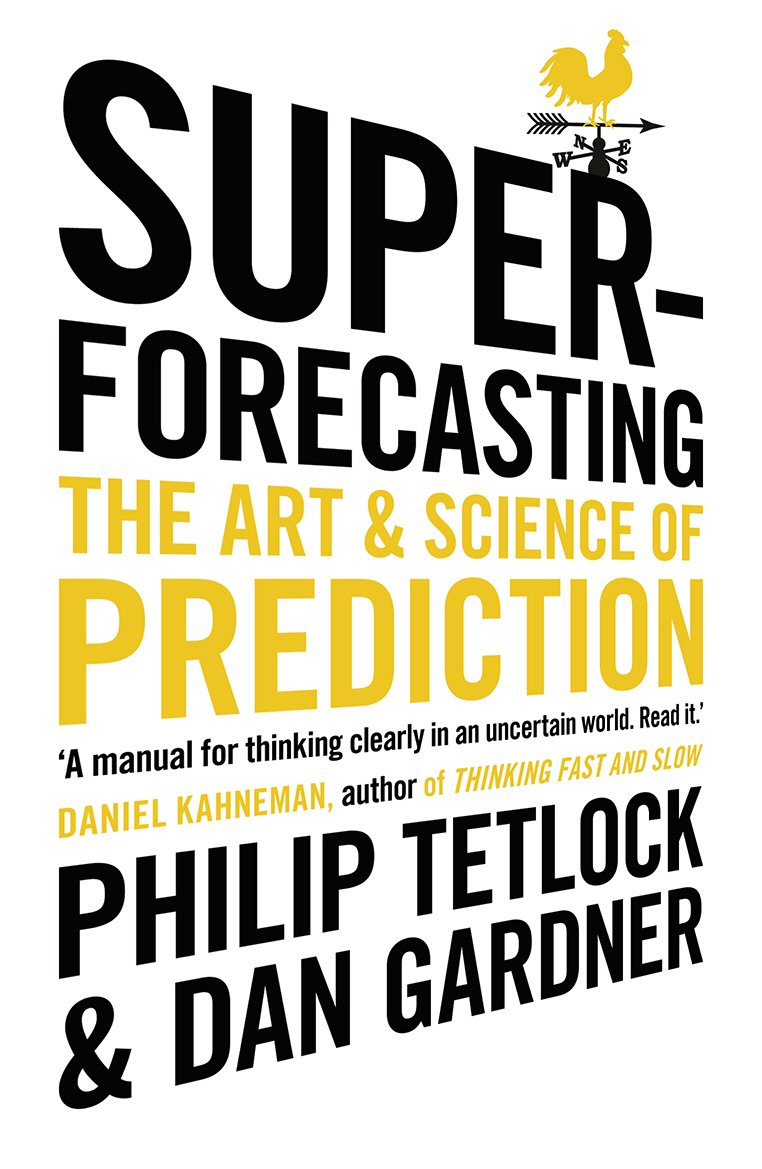 N E
W S
SUPER-
FORECASTING
THE ART & SCIENCE OF
PREDICTION
‘A manual for thinking clearly in an uncertain world. Read it.’
DANIEL KAHNEMAN, author of THINKING FAST AND SLOW
PHILIP TETLOCK
& DAN GARDNER